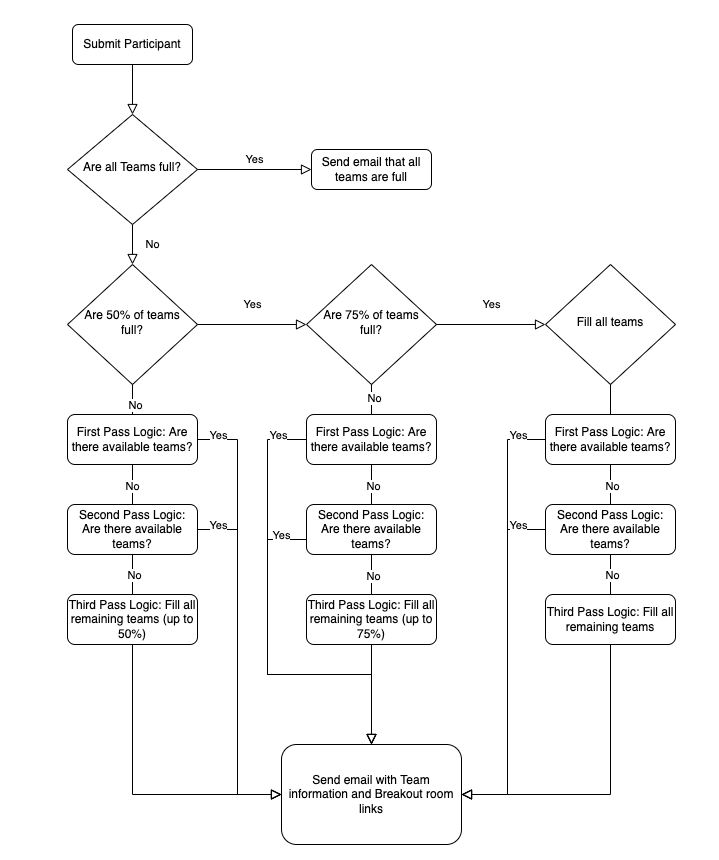 Submit Participant
Are all Teams full?
Yes
Send email that all
teams are full
No
Are 50% of teams
full?
Yes
Are 75% of teams
full?
Yes
Fill all teams
No
No
First Pass Logic: Are
there available teams?
Yes
Yes
First Pass Logic: Are
there available teams?
Yes
First Pass Logic: Are
there available teams?
No
No
No
Second Pass Logic:
Are there available
teams?
Yes
Yes
Second Pass Logic:
Are there available
teams?
Yes
Second Pass Logic:
Are there available
teams?
No
No
No
Third Pass Logic: Fill all
remaining teams (up to
50%)
Third Pass Logic: Fill all
remaining teams (up to
75%)
Third Pass Logic: Fill all
remaining teams
Send email with Team
information and Breakout room
links